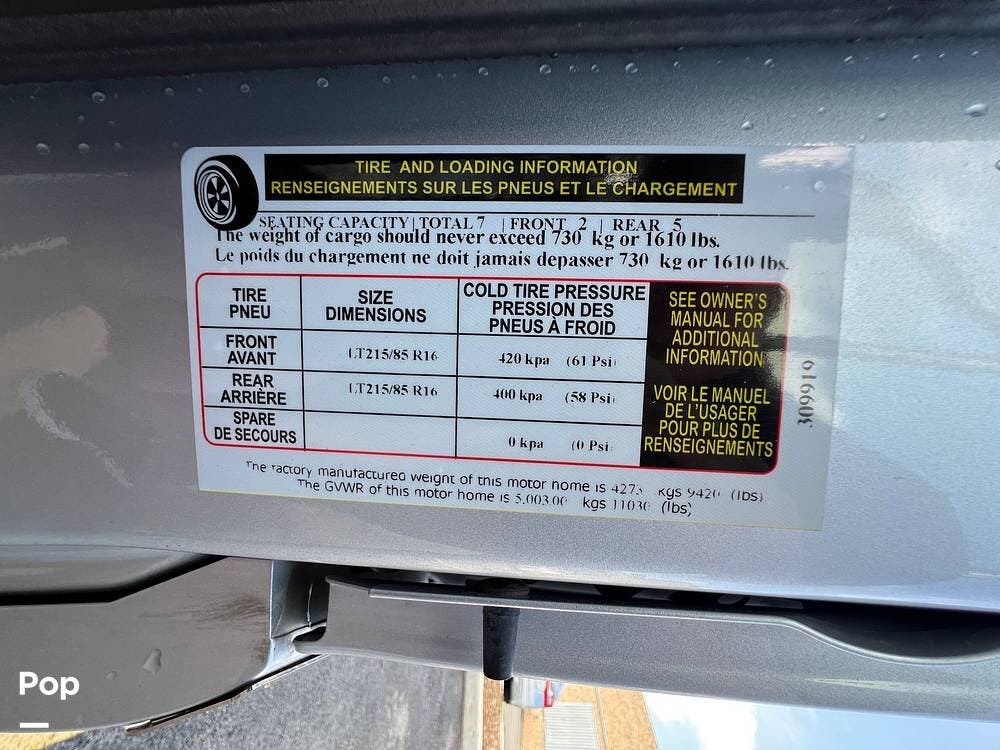 TIRE AND LOADING INFORMATION
RENSEIGNEMENTS SUR LES PNEUS ET LE CHARGEMENT
SEATING CAPACITY | TOTAL 7 | FRONT 2 | REAR 5
The weight of cargo should never exceed 730 kg or 1610 lbs.
Le poids du chargement ne doit jamais depasser 730 kg or 1610 lbs.
TIRE
PNEU
SIZE
DIMENSIONS
COLD TIRE PRESSURE
PRESSION DES
PNEUS À FROID
FRONT
AVANT
LT215/85 R16
420 kpa (61 Psi)
REAR
ARRIÈRE
LT215/85 R16
400 kpa (58 Psi)
SPARE
DE SECOURS
0 kpa (0 Psi)
SEE OWNER'S
MANUAL FOR
ADDITIONAL
INFORMATION
VOIR LE MANUEL
DE L'USAGER
POUR PLUS DE
RENSEIGNEMENTS
309919
The factory manufactured weight of this motor home is kgs 9420 (lbs)
The GVWR of this motor home is 5,003.00 kgs 11030 (lbs)
Pop